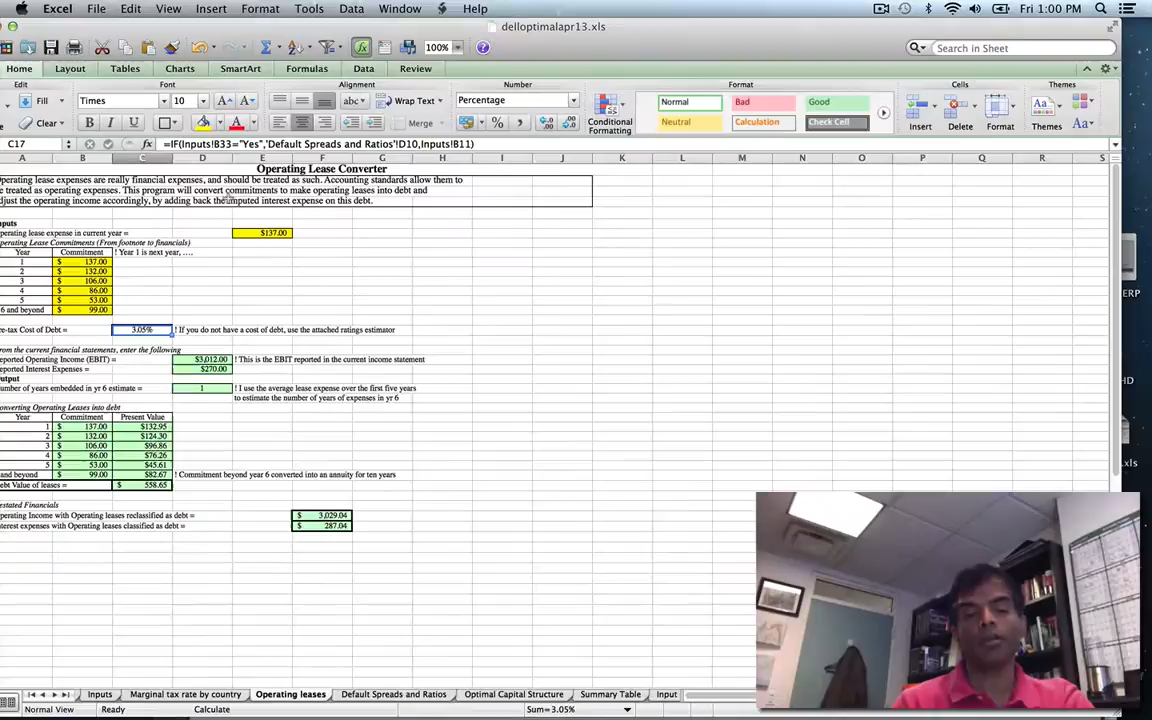 Excel File Edit View Insert Format Tools Data Window Help Fri 1:00 PM
delloptimalapr13.xls
100% Search in Sheet
Home Layout Tables Charts SmartArt Formulas Data Review
Edit Font Alignment Number Format Cells Themes
Fill Times 10 abc Wrap Text Percentage Normal Bad Good
Clear B I U Merge Conditional Formatting Neutral Calculation Check Cell Insert Delete Format Themes Aa
C17 =IF(Inputs!B33="Yes",'Default Spreads and Ratios'!D10,Inputs!B11)
A B C D E F G H I J K L M N O P Q R S
Operating Lease Converter
Operating lease expenses are really financial expenses, and should be treated as such. Accounting standards allow them to
e treated as operating expenses. This program will convert commitments to make operating leases into debt and
djust the operating income accordingly, by adding back the imputed interest expense on this debt.
nputs
perating lease expense in current year = $137.00
perating Lease Commitments (From footnote to financials)
Year Commitment ! Year 1 is next year, ….
1 $ 137.00
2 $ 132.00
3 $ 106.00
4 $ 86.00
5 $ 53.00
6 and beyond $ 99.00
re-tax Cost of Debt = 3.05% ! If you do not have a cost of debt, use the attached ratings estimator
rom the current financial statements, enter the following
eported Operating Income (EBIT) = $3,012.00 ! This is the EBIT reported in the current income statement
eported Interest Expenses = $270.00
Output
umber of years embedded in yr 6 estimate = 1 ! I use the average lease expense over the first five years
to estimate the number of years of expenses in yr 6
onverting Operating Leases into debt
Year Commitment Present Value
1 $ 137.00 $132.95
2 $ 132.00 $124.30
3 $ 106.00 $96.86
4 $ 86.00 $76.26
5 $ 53.00 $45.61
and beyond $ 99.00 $82.67 ! Commitment beyond year 6 converted into an annuity for ten years
ebt Value of leases = $ 558.65
estated Financials
perating Income with Operating leases reclassified as debt = $ 3,029.04
nterest expenses with Operating leases classified as debt = $ 287.04
ERP
HD
.xls
Inputs Marginal tax rate by country Operating leases Default Spreads and Ratios Optimal Capital Structure Summary Table Input
Normal View Ready Calculate Sum=3.05%